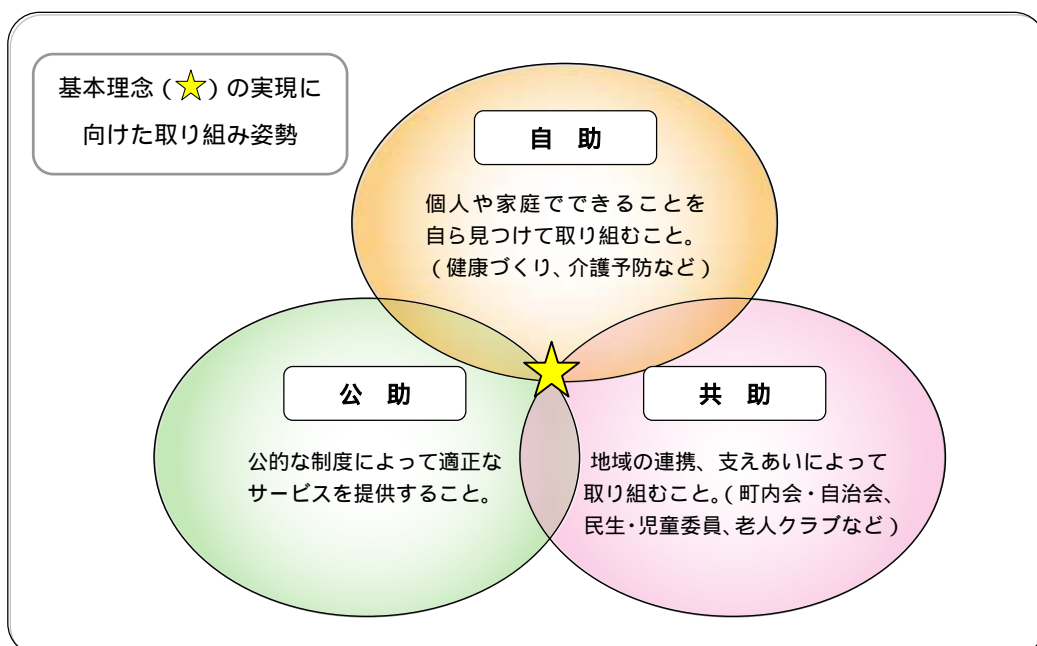 基本理念(★)の実現に
向けた取り組み姿勢
自 助
個人や家庭でできることを
自ら見つけて取り組むこと。
(健康づくり、介護予防など)
公 助
公的な制度によって適正な
サービスを提供すること。
共 助
地域の連携、支えあいによって
取り組むこと。(町内会・自治会、
民生・児童委員、老人クラブなど)